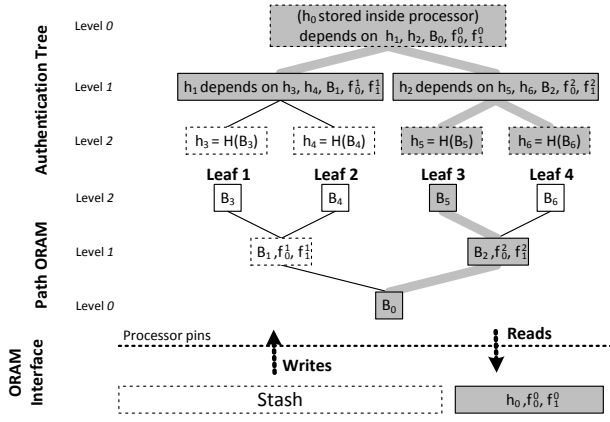 Authentication Tree
Level 0
(h₀ stored inside processor)
depends on h₁, h₂, B₀, f₀⁰, f₁⁰
Level 1
h₁ depends on h₃, h₄, B₁, f₀¹, f₁¹
h₂ depends on h₅, h₆, B₂, f₀², f₁²
Level 2
h₃ = H(B₃)
h₄ = H(B₄)
h₅ = H(B₅)
h₆ = H(B₆)
Leaf 1
Leaf 2
Leaf 3
Leaf 4
Path ORAM
Level 2
B₃
B₄
B₅
B₆
Level 1
B₁,f₀¹,f₁¹
B₂,f₀²,f₁²
Level 0
B₀
Processor pins
Writes
Reads
ORAM
Interface
Stash
h₀,f₀⁰,f₁⁰